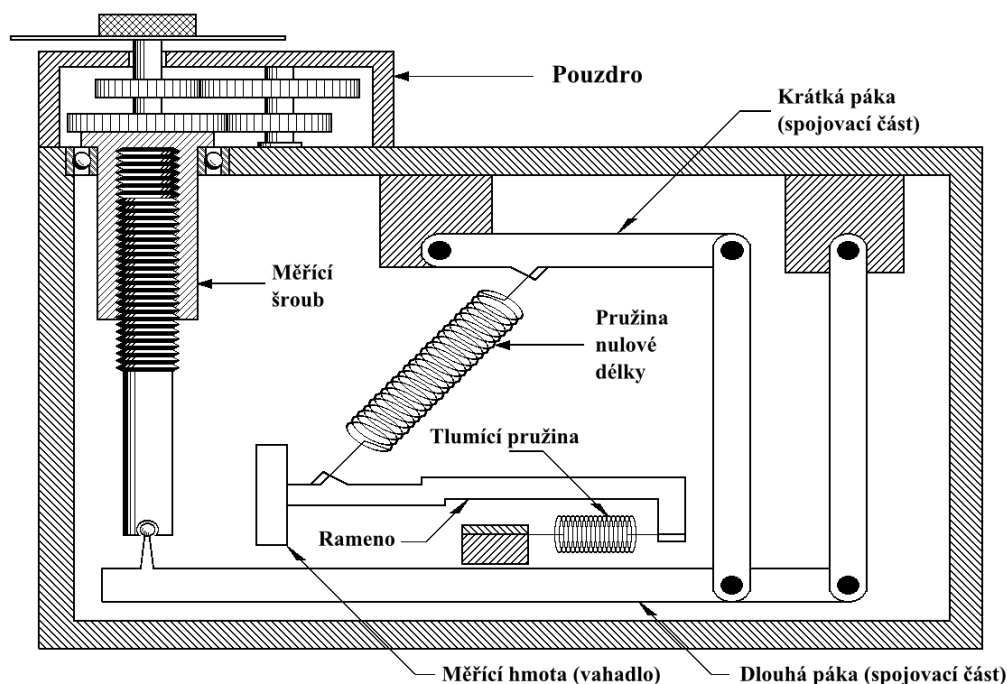 Pouzdro
Krátká páka
(spojovací část)
Měřící
šroub
Pružina
nulové
délky
Tlumící pružina
Rameno
Měřící hmota (vahadlo)
Dlouhá páka (spojovací část)